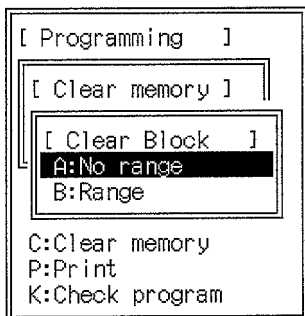 [ Programming ]
[ Clear memory ]
[ Clear Block ]
A:No range
B:Range
C:Clear memory
P:Print
K:Check program